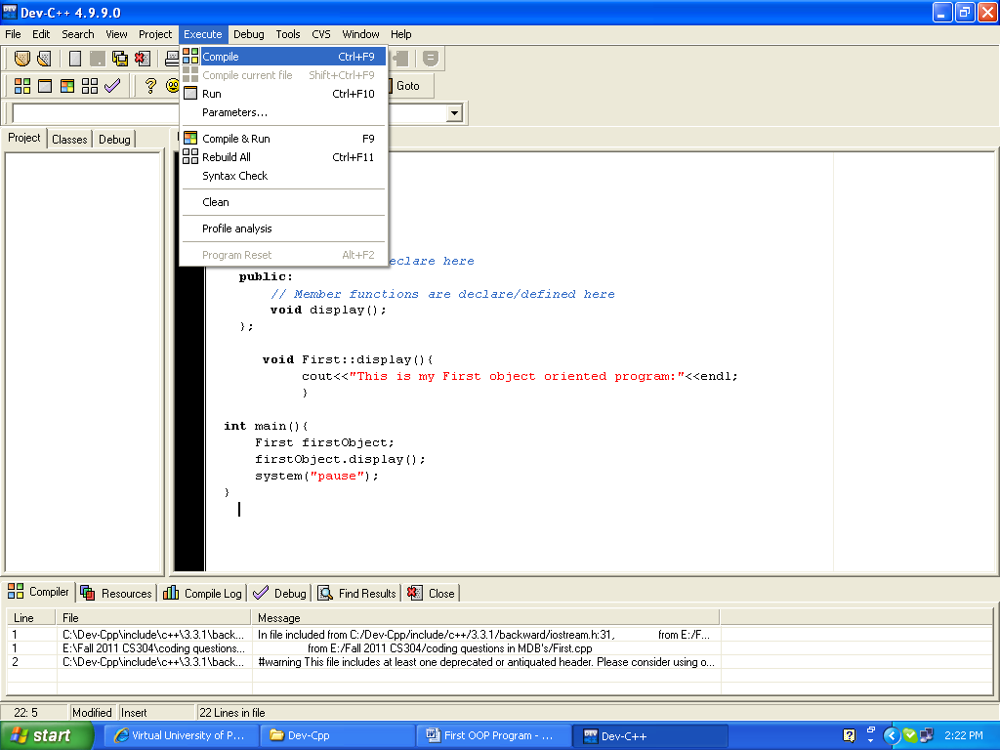 Dev-C++ 4.9.9.0
File Edit Search View Project Execute Debug Tools CVS Window Help
Compile Ctrl+F9
Compile current file Shift+Ctrl+F9
Run Ctrl+F10
Parameters...
Compile & Run F9
Rebuild All Ctrl+F11
Syntax Check
Clean
Profile analysis
Program Reset Alt+F2
Goto
Project Classes Debug
eclare here
public:
// Member functions are declare/defined here
void display();
};
void First::display(){
cout<<"This is my First object oriented program:"<<endl;
}
int main(){
First firstObject;
firstObject.display();
system("pause");
}
Compiler Resources Compile Log Debug Find Results Close
Line File Message
1 C:\Dev-Cpp\include\c++\3.3.1\back... In file included from C:/Dev-Cpp/include/c++/3.3.1/backward/iostream.h:31, from E:/F...
1 E:\Fall 2011 CS304\coding questions... from E:/Fall 2011 CS304/coding questions in MDB's/First.cpp
2 C:\Dev-Cpp\include\c++\3.3.1\back... #warning This file includes at least one deprecated or antiquated header. Please consider using o...
22: 5 Modified Insert 22 Lines in file
start Virtual University of P... Dev-Cpp First OOP Program - ... Dev-C++ 2:22 PM